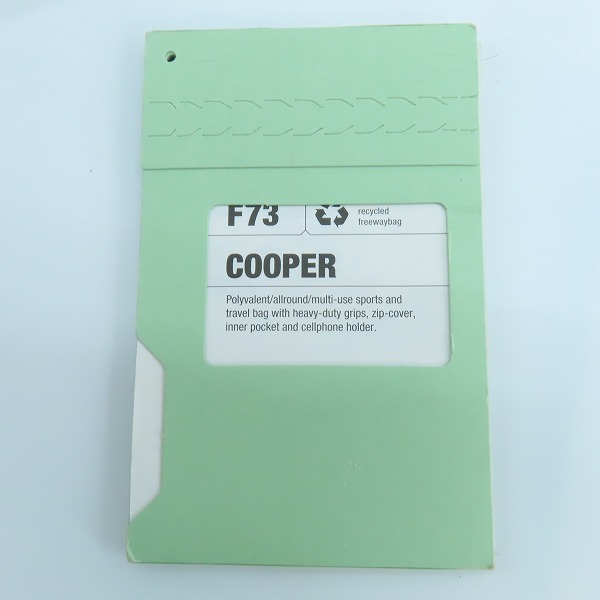 F73
recycled
freewaybag
COOPER
Polyvalent/allround/multi-use sports and
travel bag with heavy-duty grips, zip-cover,
inner pocket and cellphone holder.